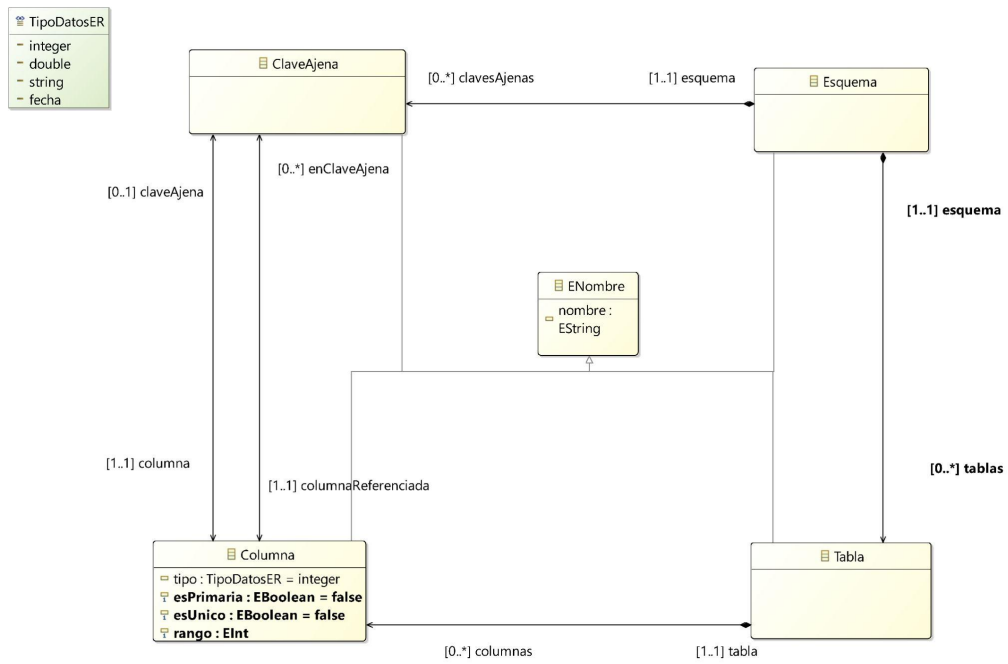 TipoDatosER
integer
double
string
fecha
ClaveAjena
[0..*] clavesAjenas
[1..1] esquema
Esquema
[0..1] claveAjena
[0..*] enClaveAjena
[1..1] esquema
ENombre
nombre :
EString
[1..1] columna
[1..1] columnaReferenciada
[0..*] tablas
Columna
tipo : TipoDatosER = integer
esPrimaria : EBoolean = false
esUnico : EBoolean = false
rango : EInt
Tabla
[0..*] columnas
[1..1] tabla